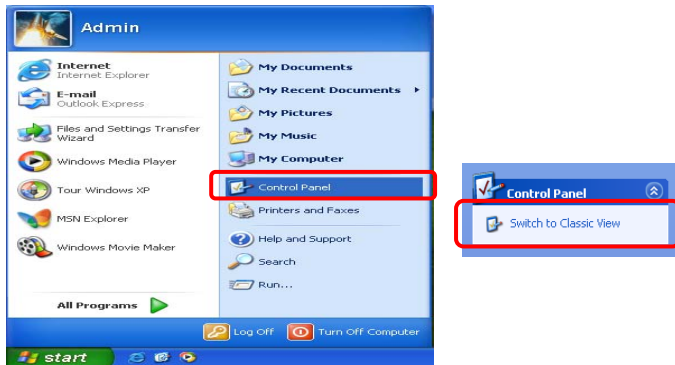 Admin
Internet
Internet Explorer
E-mail
Outlook Express
Files and Settings Transfer
Wizard
Windows Media Player
Tour Windows XP
MSN Explorer
Windows Movie Maker
All Programs
My Documents
My Recent Documents
My Pictures
My Music
My Computer
Control Panel
Printers and Faxes
Help and Support
Search
Run...
Log Off
Turn Off Computer
start
Control Panel
Switch to Classic View